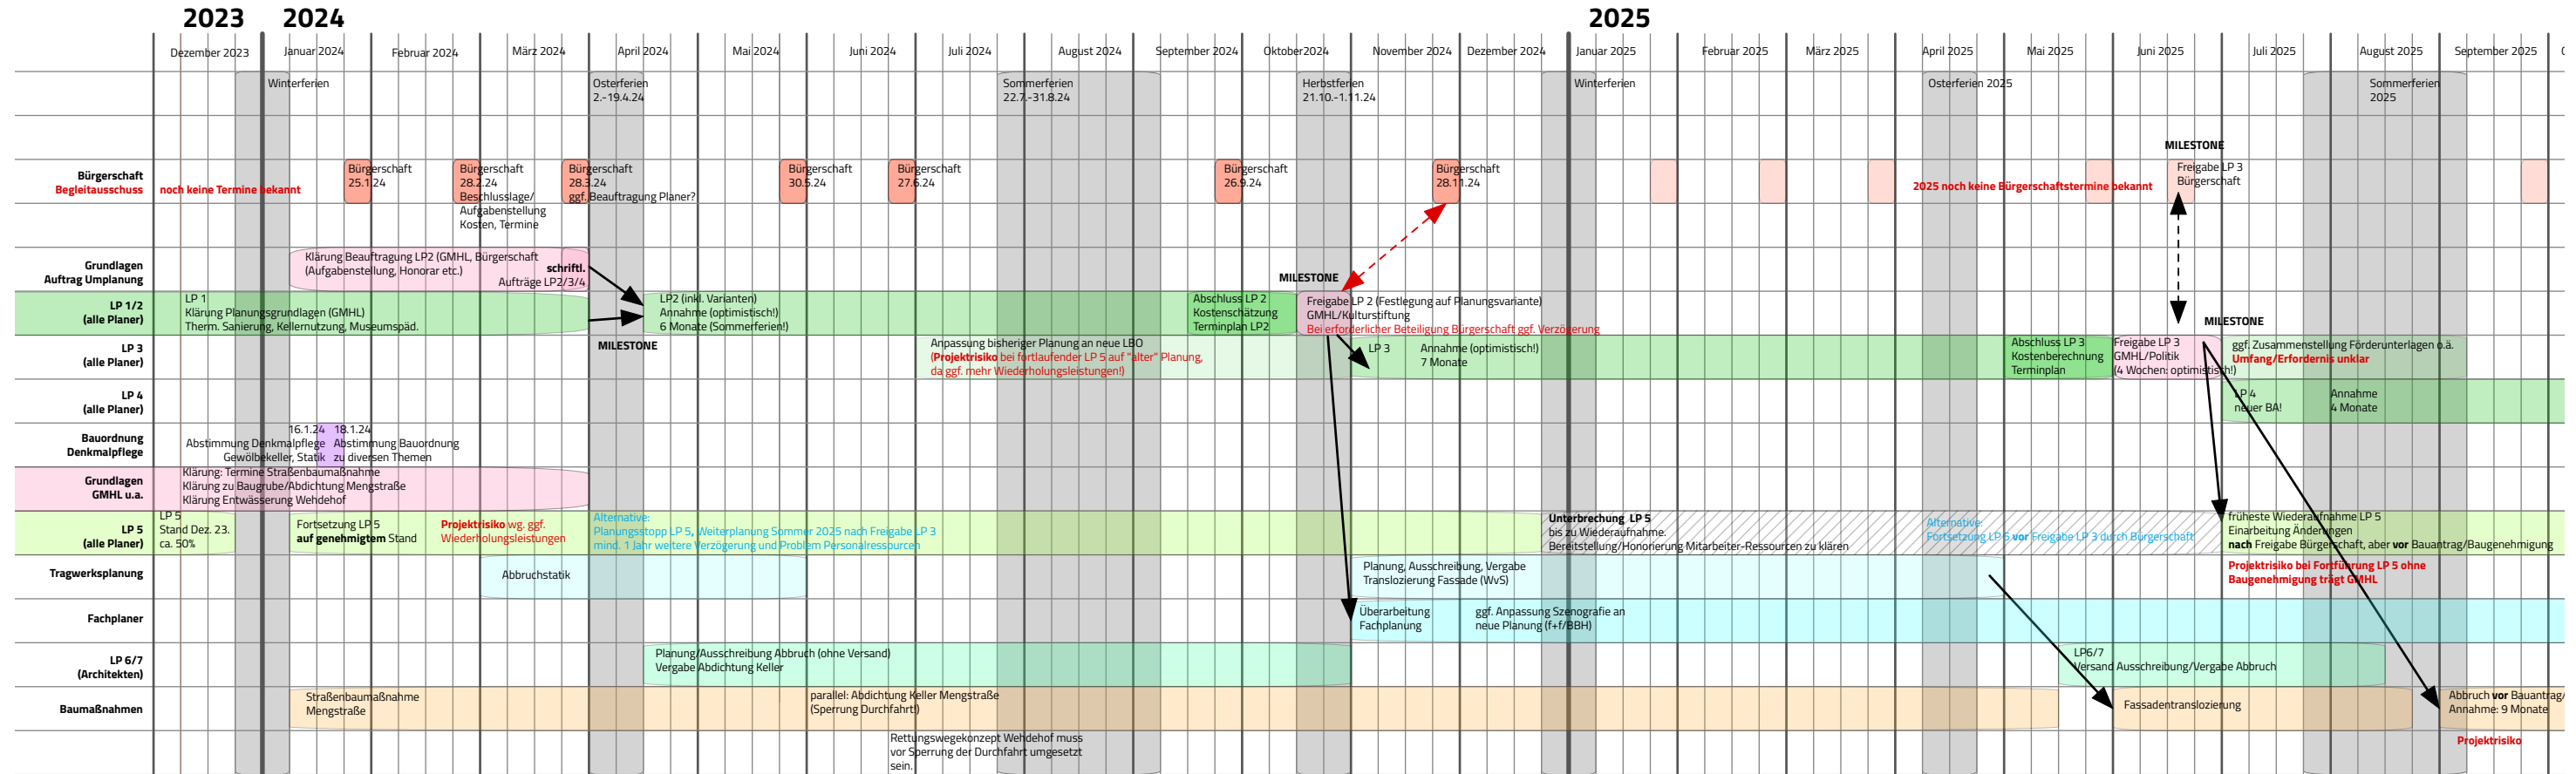 2023
2024
2025
Dezember 2023
Januar 2024
Februar 2024
März 2024
April 2024
Mai 2024
Juni 2024
Juli 2024
August 2024
September 2024
Oktober2024
November 2024
Dezember 2024
Januar 2025
Februar 2025
März 2025
April 2025
Mai 2025
Juni 2025
Juli 2025
August 2025
September 2025
Winterferien
Osterferien
2.-19.4.24
Sommerferien
22.7.-31.8.24
Herbstferien
21.10.-1.11.24
Winterferien
Osterferien 2025
Sommerferien
2025
Bürgerschaft
Begleitausschuss
noch keine Termine bekannt
Bürgerschaft
25.1.24
Bürgerschaft
28.2.24
Beschlusslage/
Aufgabenstellung
Kosten, Termine
Bürgerschaft
28.3.24
ggf. Beauftragung Planer?
Bürgerschaft
30.5.24
Bürgerschaft
27.6.24
Bürgerschaft
26.9.24
Bürgerschaft
28.11.24
2025 noch keine Bürgerschaftstermine bekannt
MILESTONE
Freigabe LP 3
Bürgerschaft
Grundlagen
Auftrag Umplanung
Klärung Beauftragung LP2 (GMHL, Bürgerschaft
(Aufgabenstellung, Honorar etc.)
schriftl.
Aufträge LP2/3/4
MILESTONE
LP 1/2
(alle Planer)
LP 1
Klärung Planungsgrundlagen (GMHL)
Therm. Sanierung, Kellernutzung, Museumspäd.
LP2 (inkl. Varianten)
Annahme (optimistisch!)
6 Monate (Sommerferien!)
Abschluss LP 2
Kostenschätzung
Terminplan LP2
Freigabe LP 2 (Festlegung auf Planungsvariante)
GMHL/Kulturstiftung
Bei erforderlicher Beteiligung Bürgerschaft ggf. Verzögerung
MILESTONE
LP 3
(alle Planer)
MILESTONE
Anpassung bisheriger Planung an neue LBO
(Projektrisiko bei fortlaufender LP 5 auf "alter" Planung,
da ggf. mehr Wiederholungsleistungen!)
LP 3
Annahme (optimistisch!)
7 Monate
Abschluss LP 3
Kostenberechnung
Terminplan
Freigabe LP 3
GMHL/Politik
(4 Wochen: optimistisch!)
ggf. Zusammenstellung Förderunterlagen o.ä.
Umfang/Erfordernis unklar
LP 4
(alle Planer)
LP 4
neuer BA!
Annahme
4 Monate
Bauordnung
Denkmalpflege
16.1.24
Abstimmung Denkmalpflege
Gewölbekeller, Statik
18.1.24
Abstimmung Bauordnung
zu diversen Themen
Grundlagen
GMHL u.a.
Klärung: Termine Straßenbaumaßnahme
Klärung zu Baugrube/Abdichtung Mengstraße
Klärung Entwässerung Wehdehof
LP 5
(alle Planer)
LP 5
Stand Dez. 23.
ca. 50%
Fortsetzung LP 5
auf genehmigtem Stand
Projektrisiko wg. ggf.
Wiederholungsleistungen
Alternative:
Planungsstopp LP 5, Weiterplanung Sommer 2025 nach Freigabe LP 3
mind. 1 Jahr weitere Verzögerung und Problem Personalressourcen
Unterbrechung LP 5
bis zu Wiederaufnahme.
Bereitstellung/Honorierung Mitarbeiter-Ressourcen zu klären
Alternative:
Fortsetzung LP 5 vor Freigabe LP 3 durch Bürgerschaft
früheste Wiederaufnahme LP 5
Einarbeitung Änderungen
nach Freigabe Bürgerschaft, aber vor Bauantrag/Baugenehmigung
Tragwerksplanung
Abbruchstatik
Planung, Ausschreibung, Vergabe
Translozierung Fassade (WvS)
Projektrisiko bei Fortführung LP 5 ohne
Baugenehmigung trägt GMHL
Fachplaner
Überarbeitung
Fachplanung
ggf. Anpassung Szenografie an
neue Planung (f+f/BBH)
LP 6/7
(Architekten)
Planung/Ausschreibung Abbruch (ohne Versand)
Vergabe Abdichtung Keller
LP6/7
Versand Ausschreibung/Vergabe Abbruch
Baumaßnahmen
Straßenbaumaßnahme
Mengstraße
parallel: Abdichtung Keller Mengstraße
(Sperrung Durchfahrt!)
Fassadentranslozierung
Abbruch vor Bauantrag/
Annahme: 9 Monate
Rettungswegekonzept Wehdehof muss
vor Sperrung der Durchfahrt umgesetzt
sein.
Projektrisiko